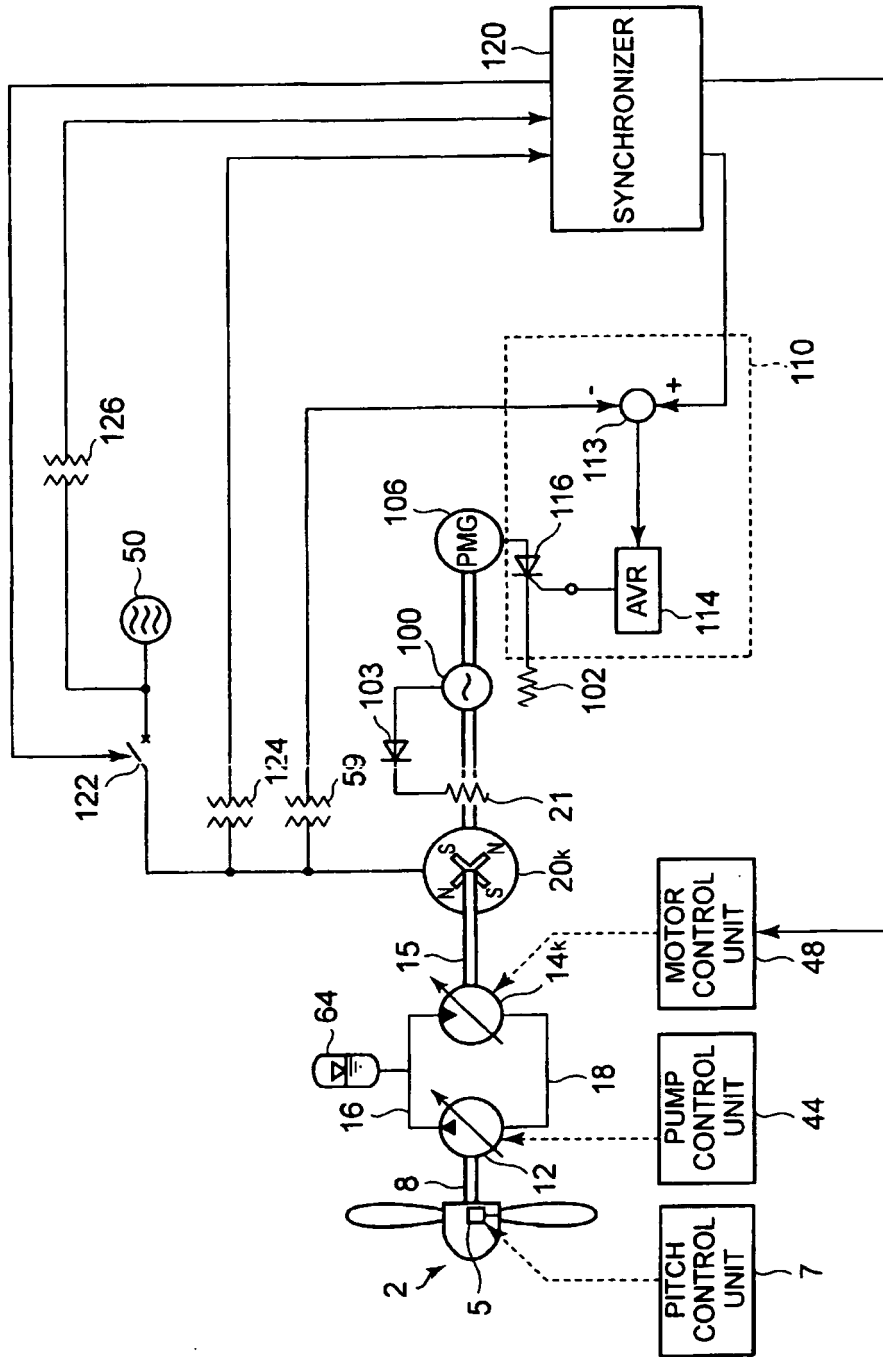 120
SYNCHRONIZER
126
50
122
124
59
106
PMG
116
-
+
113
110
AVR
114
102
100
~
103
21
S
N
N
S
20k
15
14k
64
16
18
8
12
2
5
MOTOR
CONTROL
UNIT
48
PUMP
CONTROL
UNIT
44
PITCH
CONTROL
UNIT
7